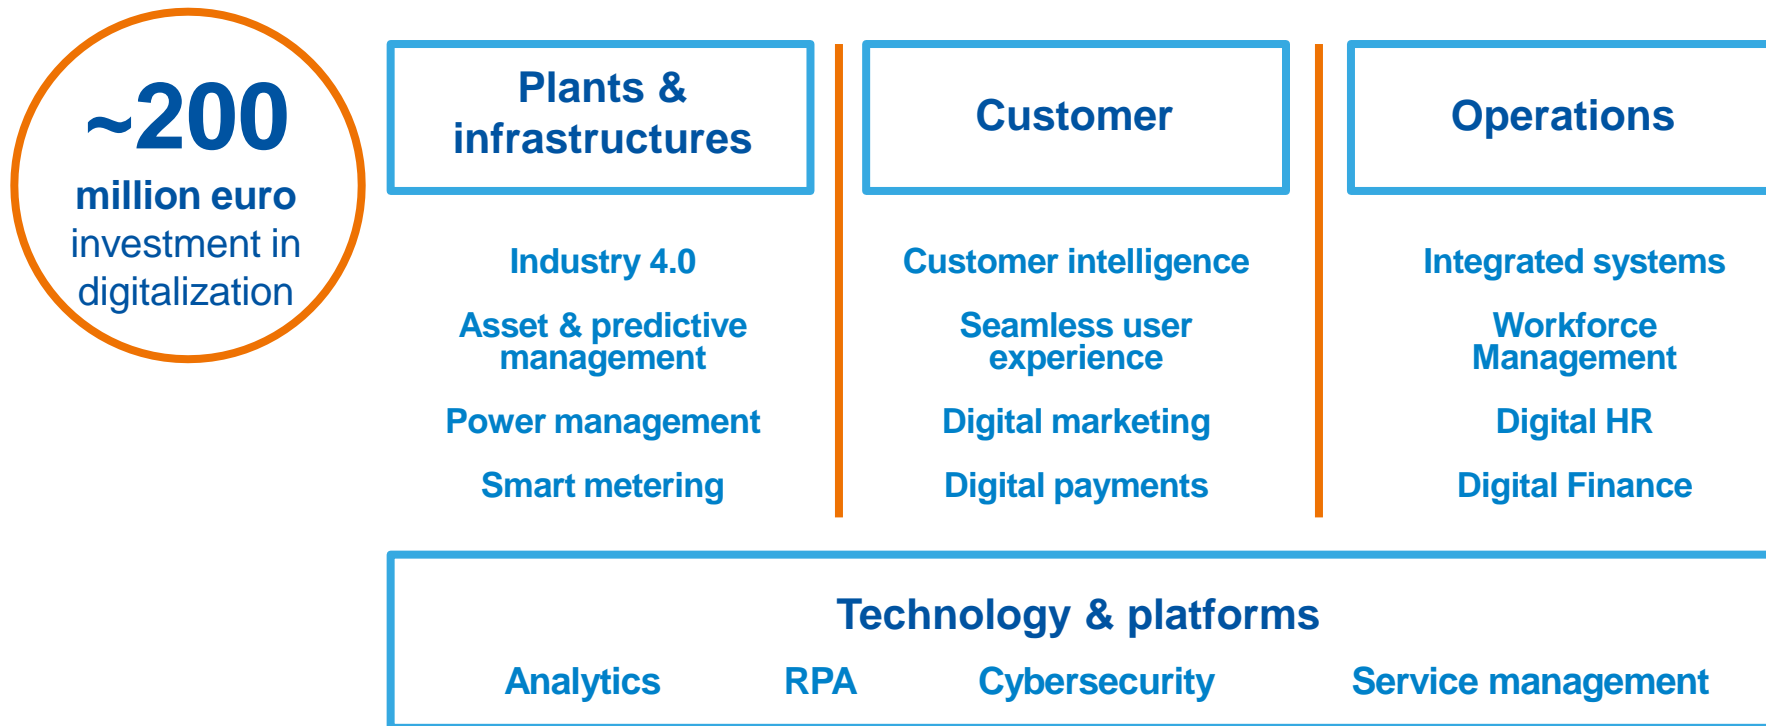 ~200
million euro
investment in
digitalization
Plants &
infrastructures
Industry 4.0
Asset & predictive
management
Power management
Smart metering
Customer
Customer intelligence
Seamless user
experience
Digital marketing
Digital payments
Operations
Integrated systems
Workforce
Management
Digital HR
Digital Finance
Technology & platforms
Analytics RPA Cybersecurity Service management